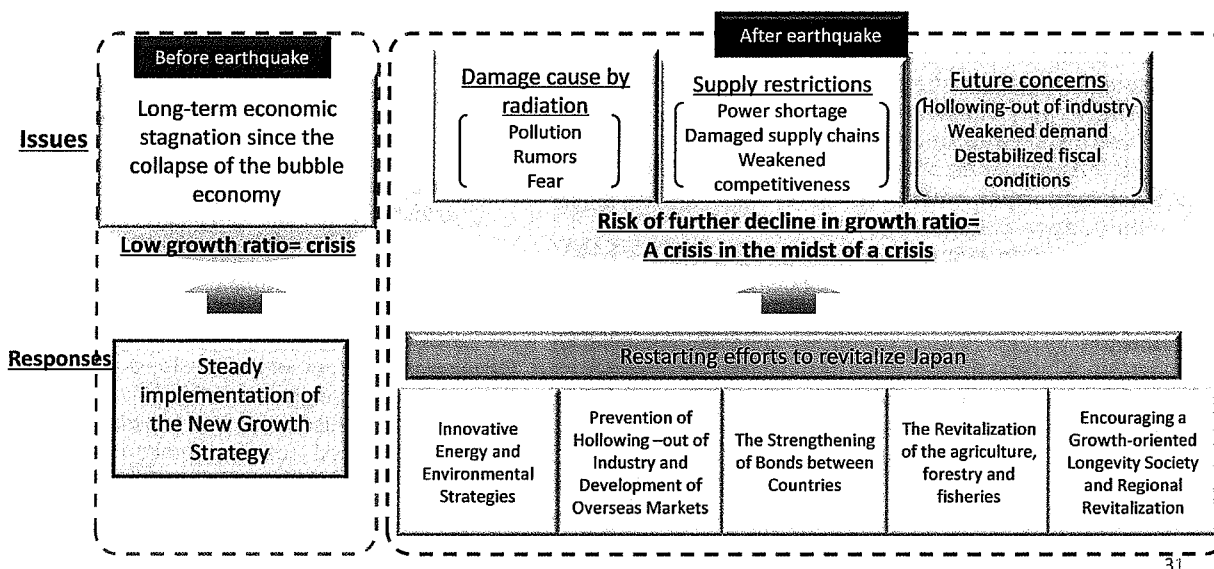 Before earthquake
Issues
Long-term economic
stagnation since the
collapse of the bubble
economy
Low growth ratio= crisis
After earthquake
Damage cause by
radiation
Pollution
Rumors
Fear
Supply restrictions
Power shortage
Damaged supply chains
Weakened
competitiveness
Future concerns
Hollowing-out of industry
Weakened demand
Destabilized fiscal
conditions
Risk of further decline in growth ratio=
A crisis in the midst of a crisis
Responses
Steady
implementation of
the New Growth
Strategy
Restarting efforts to revitalize Japan
Innovative
Energy and
Environmental
Strategies
Prevention of
Hollowing –out of
Industry and
Development of
Overseas Markets
The Strengthening
of Bonds between
Countries
The Revitalization
of the agriculture,
forestry and
fisheries
Encouraging a
Growth-oriented
Longevity Society
and Regional
Revitalization
31